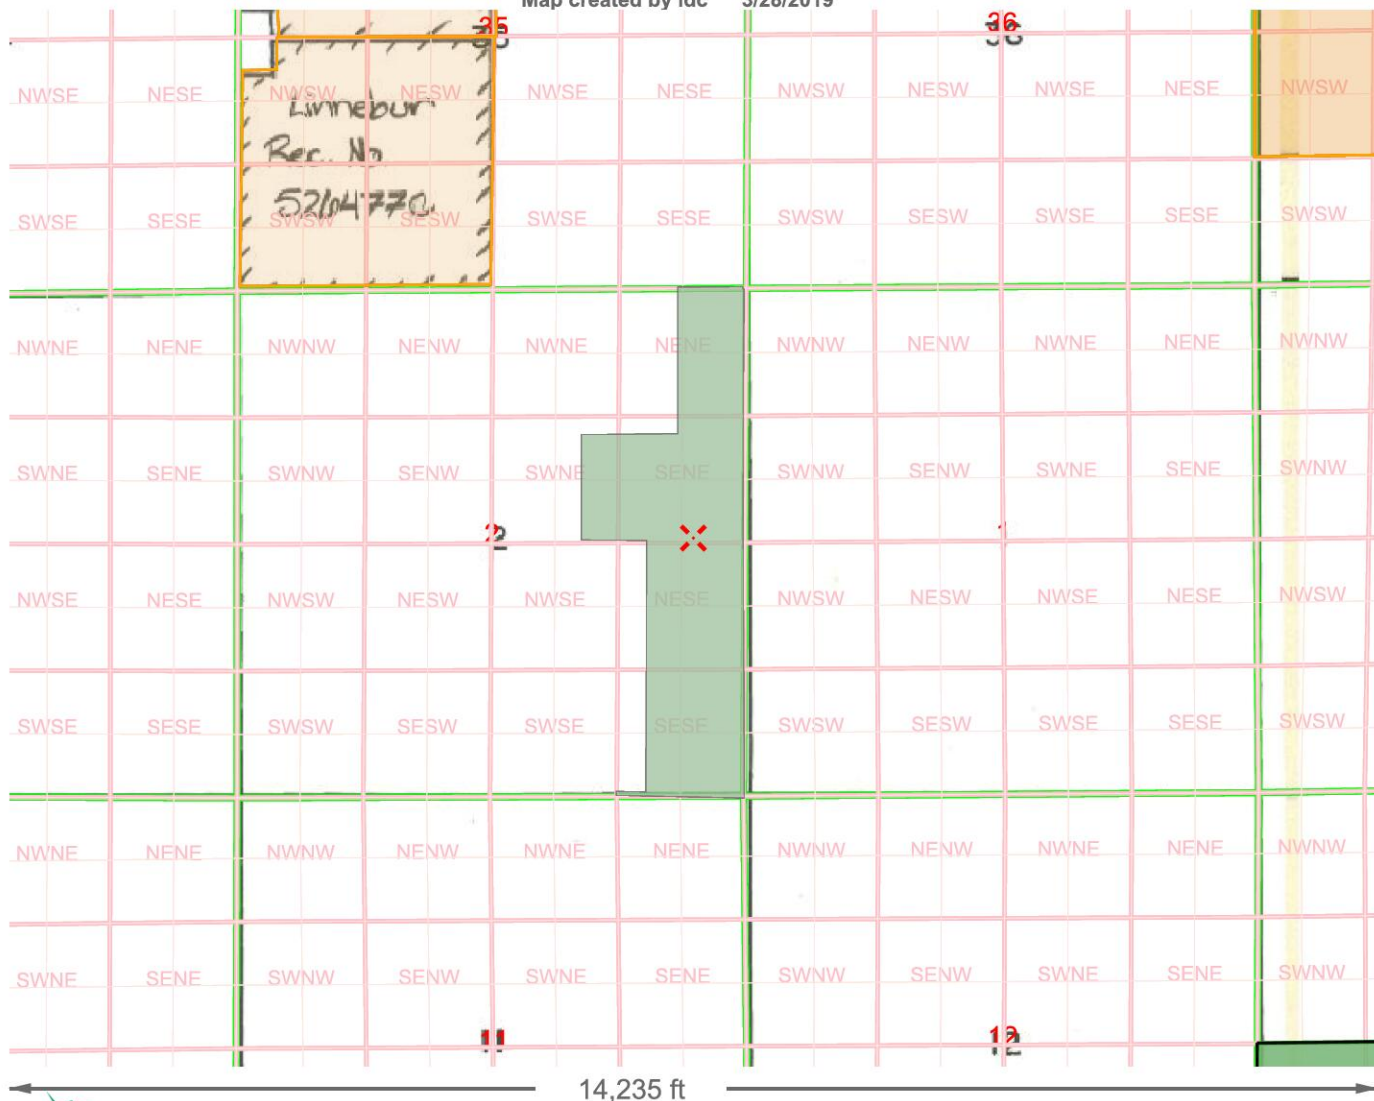 Map created by idc 3/28/2019
35 36
NWSE NESE NWSW NESW NWSE NESE NWSW NESW NWSE NESE NWSW
Linnebur
Rec. No
SWSE SESE SWSW SESW SWSE SESE SWSW SESW SWSE SESE SWSW
NWNE NENE NWNW NENW NWNE NENE NWNW NENW NWNE NENE NWNW
SWNE SENE SWNW SENW SWNE SENE SWNW SENW SWNE SENE SWNW
2 1
NWSE NESE NWSW NESW NWSE NESE NWSW NESW NWSE NESE NWSW
SWSE SESE SWSW SESW SWSE SESE SWSW SESW SWSE SESE SWSW
NWNE NENE NWNW NENW NWNE NENE NWNW NENW NWNE NENE NWNW
SWNE SENE SWNW SENW SWNE SENE SWNW SENW SWNE SENE SWNW
11 12
14,235 ft